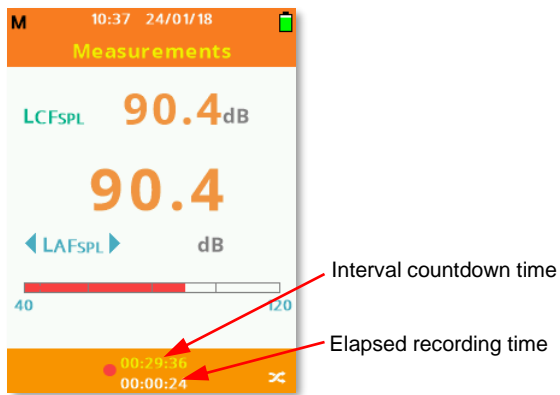 M 10:37 24/01/18
Measurements
LCFSPL 90.4dB
90.4
LAFSPL dB
40 120
Interval countdown time
00:29:36
Elapsed recording time
00:00:24